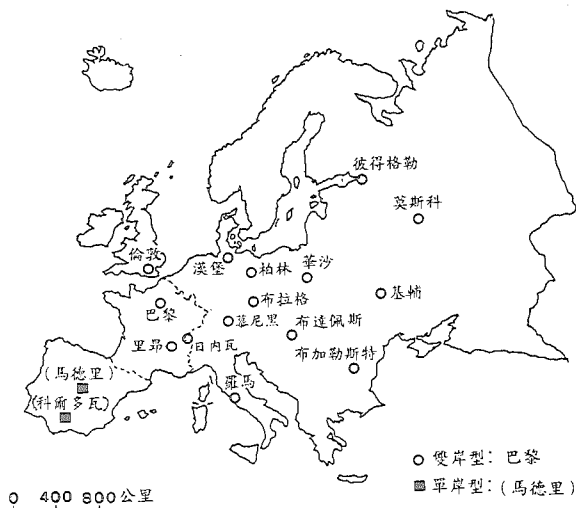 彼得格勒
莫斯科
倫敦
漢堡
柏林
華沙
巴黎
布拉格
基輔
慕尼黑
布達佩斯
里昂
日內瓦
布加勒斯特
(馬德里)
羅馬
(科爾多瓦)
雙岸型：巴黎
單岸型：(馬德里)
0 400 800公里